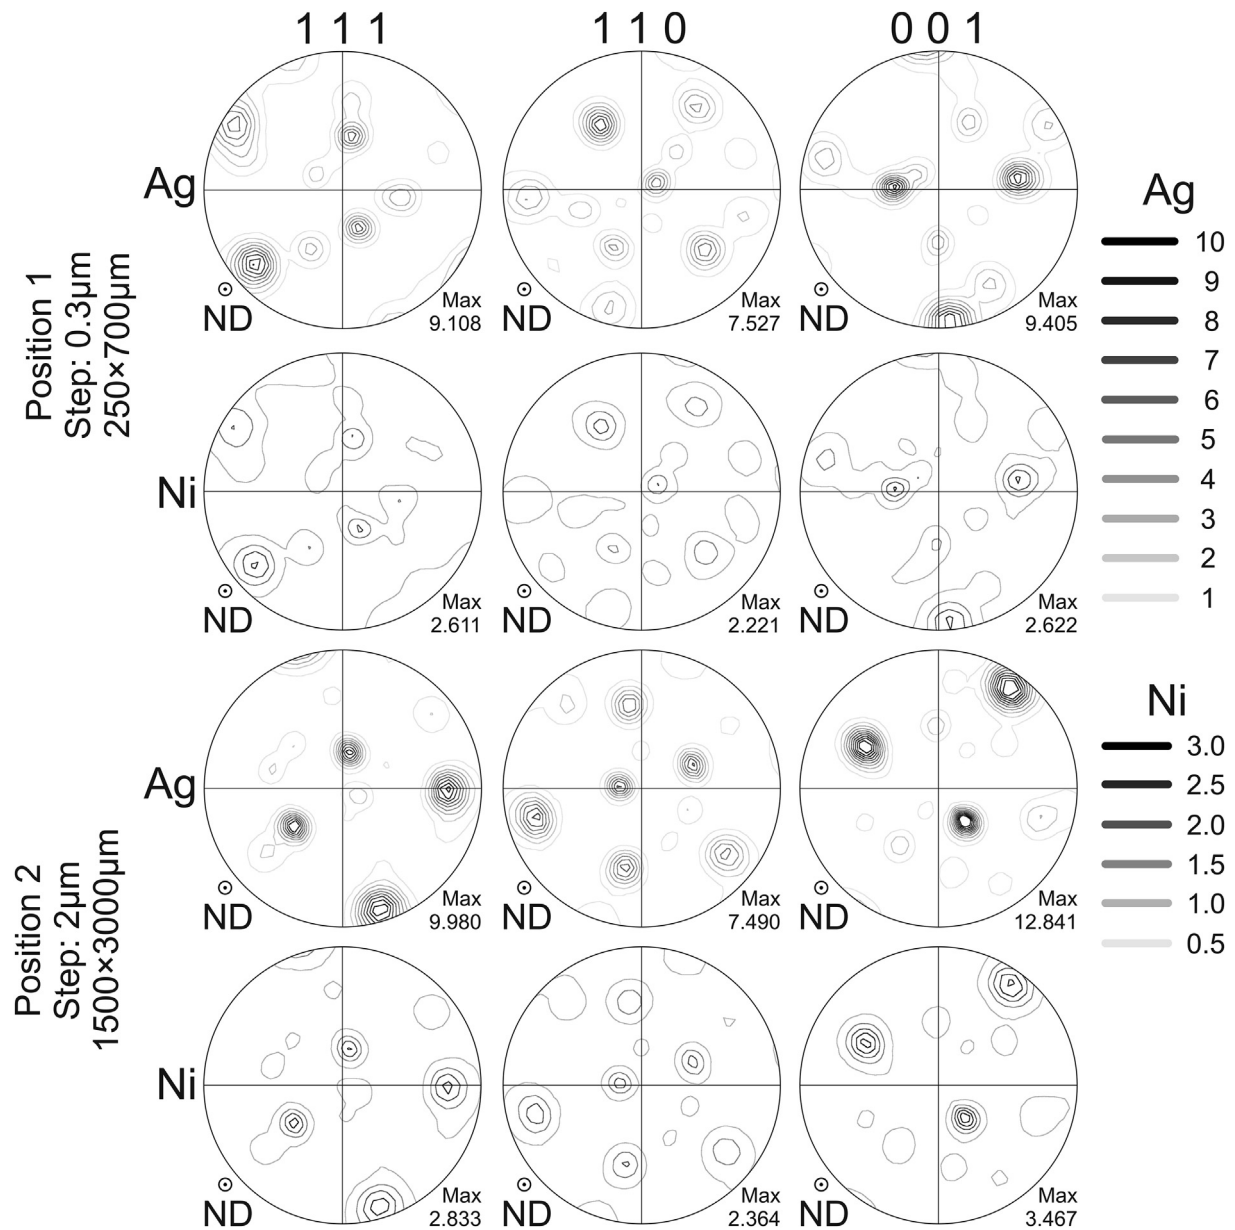 1 1 1
1 1 0
0 0 1
Position 1
Step: 0.3μm
250×700μm
Ag
ND
Max
9.108
ND
Max
7.527
ND
Max
9.405
Ni
ND
Max
2.611
ND
Max
2.221
ND
Max
2.622
Position 2
Step: 2μm
1500×3000μm
Ag
ND
Max
9.980
ND
Max
7.490
ND
Max
12.841
Ni
ND
Max
2.833
ND
Max
2.364
ND
Max
3.467
Ag
10
9
8
7
6
5
4
3
2
1
Ni
3.0
2.5
2.0
1.5
1.0
0.5